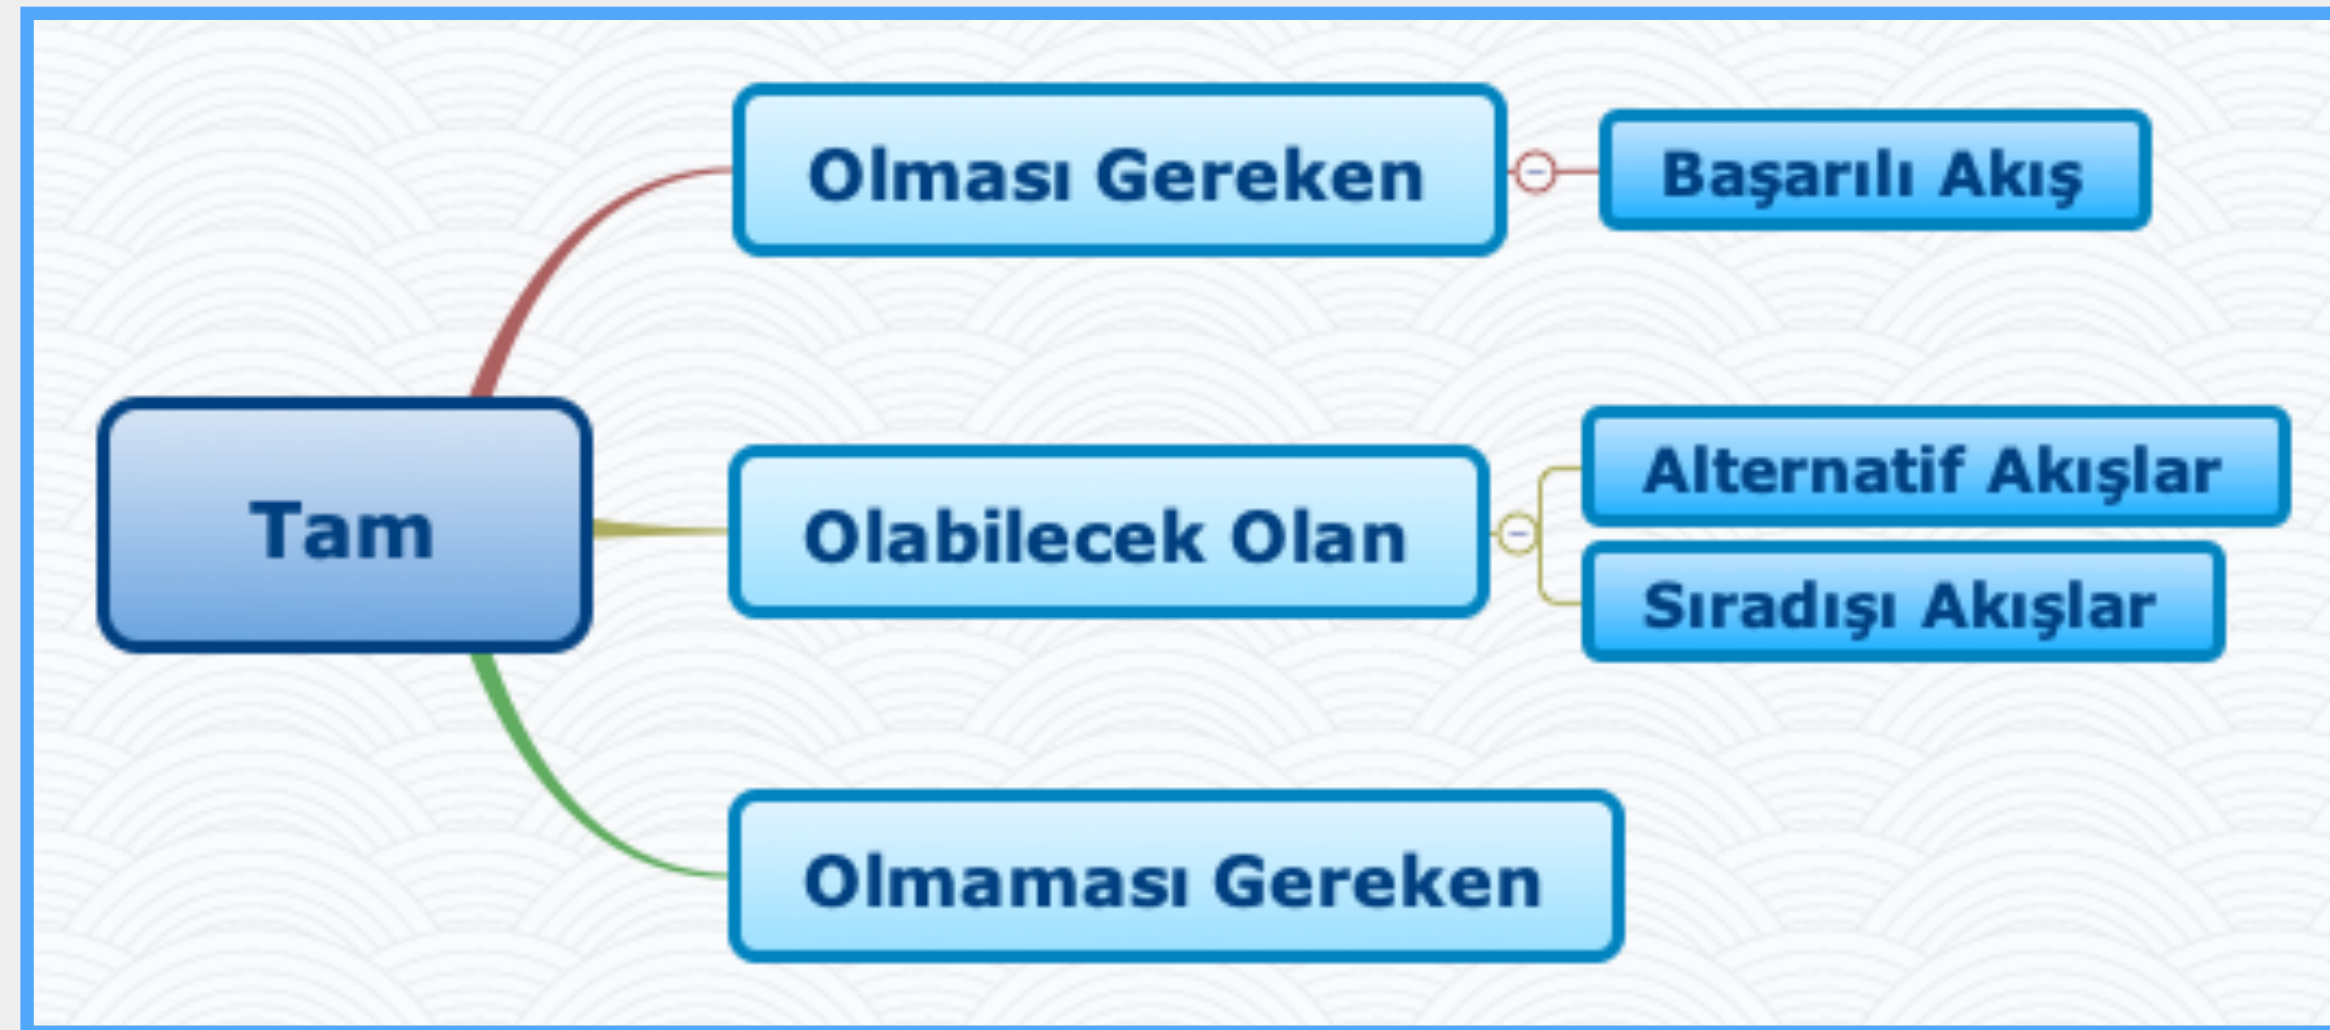 Olması Gereken
Başarılı Akış
Tam
Olabilecek Olan
Alternatif Akışlar
Sıradışı Akışlar
Olmaması Gereken